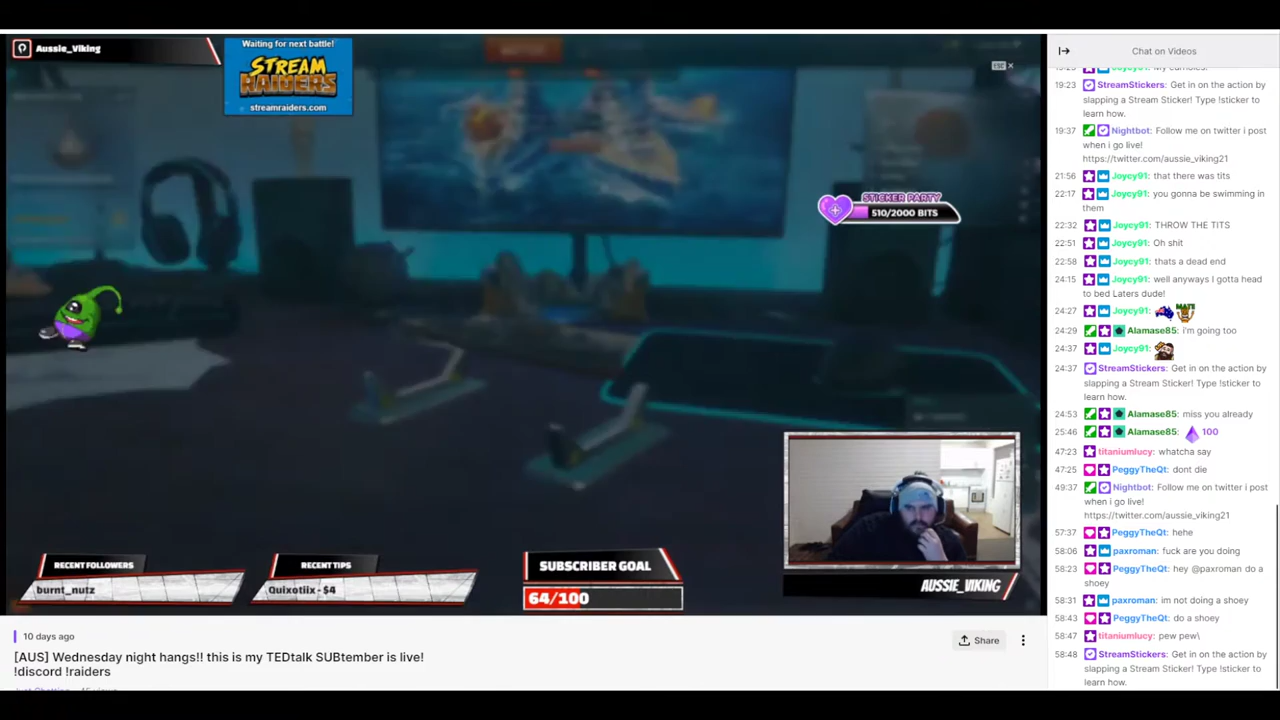 Aussie_Viking
Waiting for next battle!
STREAM
RAIDERS
streamraiders.com
ESC X
STICKER PARTY
510/2000 BITS
RECENT FOLLOWERS
burnt_nutz
RECENT TIPS
Quixotiix - $4
SUBSCRIBER GOAL
64/100
AUSSIE_VIKING
10 days ago
Share
[AUS] Wednesday night hangs!! this is my TEDtalk SUBtember is live!
!discord !raiders
Chat on Videos
19:23 StreamStickers: Get in on the action by
slapping a Stream Sticker! Type !sticker to
learn how.
19:37 Nightbot: Follow me on twitter i post
when i go live!
https://twitter.com/aussie_viking21
21:56 Joycy91: that there was tits
22:17 Joycy91: you gonna be swimming in
them
22:32 Joycy91: THROW THE TITS
22:51 Joycy91: Oh shit
22:58 Joycy91: thats a dead end
24:15 Joycy91: well anyways I gotta head
to bed Laters dude!
24:27 Joycy91: MATE
24:29 Alamase85: i'm going too
24:37 Joycy91:
24:37 StreamStickers: Get in on the action by
slapping a Stream Sticker! Type !sticker to
learn how.
24:53 Alamase85: miss you already
25:46 Alamase85: 100
47:23 titaniumlucy: whatcha say
47:25 PeggyTheQt: dont die
49:37 Nightbot: Follow me on twitter i post
when i go live!
https://twitter.com/aussie_viking21
57:37 PeggyTheQt: hehe
58:06 paxroman: fuck are you doing
58:23 PeggyTheQt: hey @paxroman do a
shoey
58:31 paxroman: im not doing a shoey
58:43 PeggyTheQt: do a shoey
58:47 titaniumlucy: pew pew\
58:48 StreamStickers: Get in on the action by
slapping a Stream Sticker! Type !sticker to
learn how.